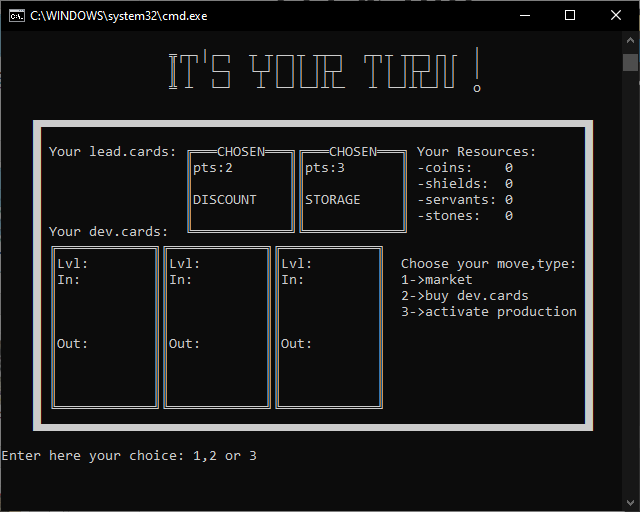 C:\WINDOWS\system32\cmd.exe
IT'S YOUR TURN !
Your lead.cards:
CHOSEN
pts:2
DISCOUNT
CHOSEN
pts:3
STORAGE
Your Resources:
-coins: 0
-shields: 0
-servants: 0
-stones: 0
Your dev.cards:
Lvl:
In:
Out:
Lvl:
In:
Out:
Lvl:
In:
Out:
Choose your move,type:
1->market
2->buy dev.cards
3->activate production
Enter here your choice: 1,2 or 3